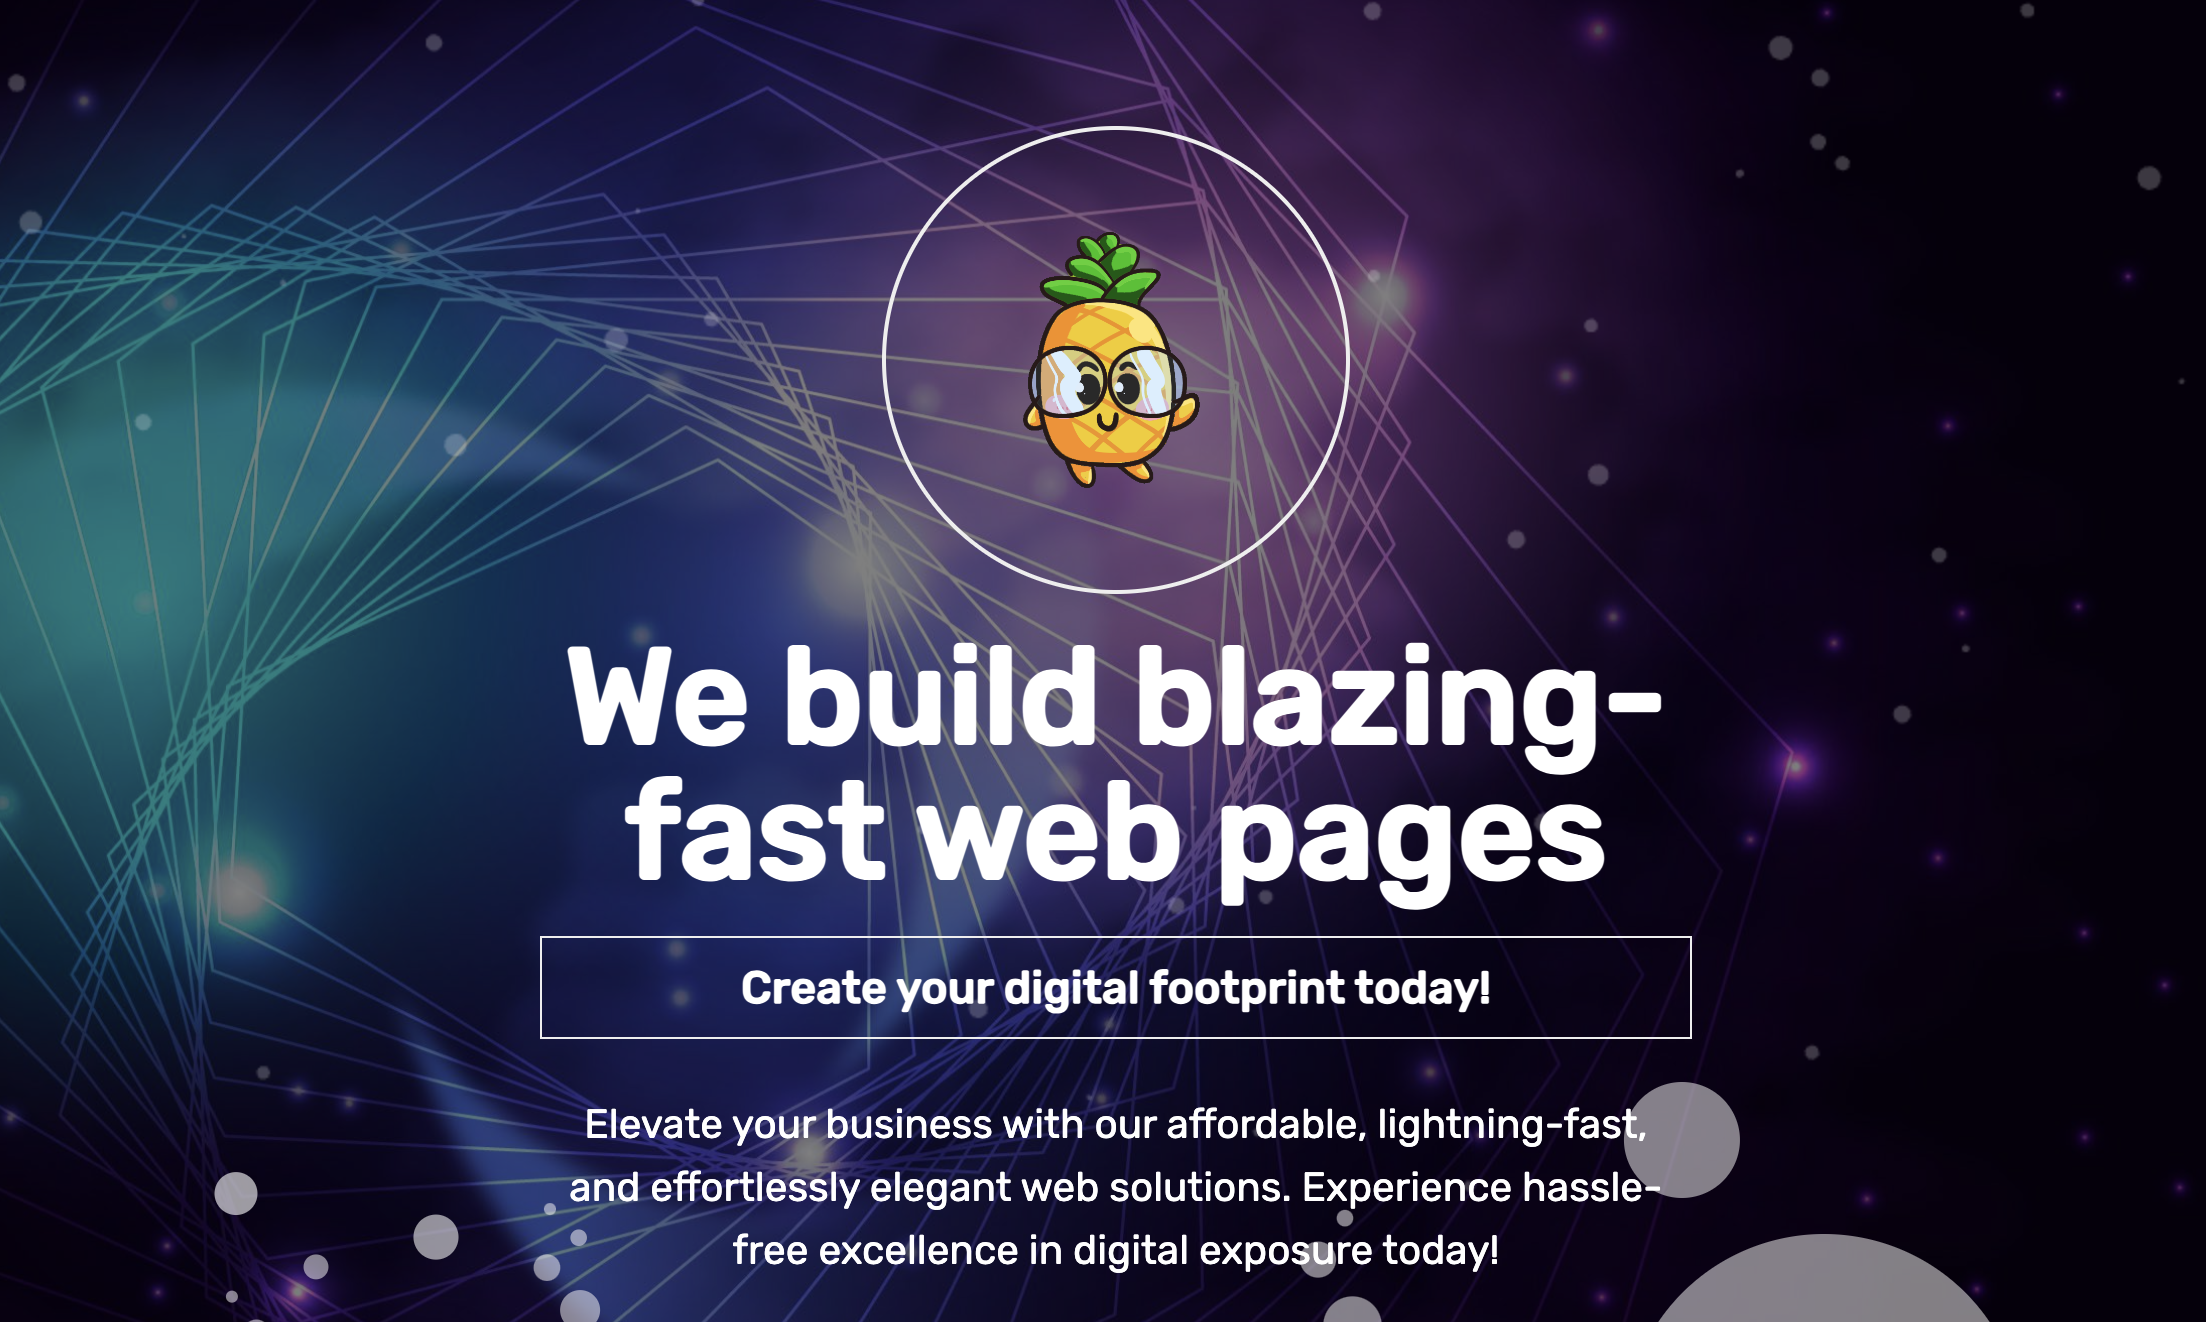 We build blazing-
fast web pages
Create your digital footprint today!
Elevate your business with our affordable, lightning-fast,
and effortlessly elegant web solutions. Experience hassle-
free excellence in digital exposure today!